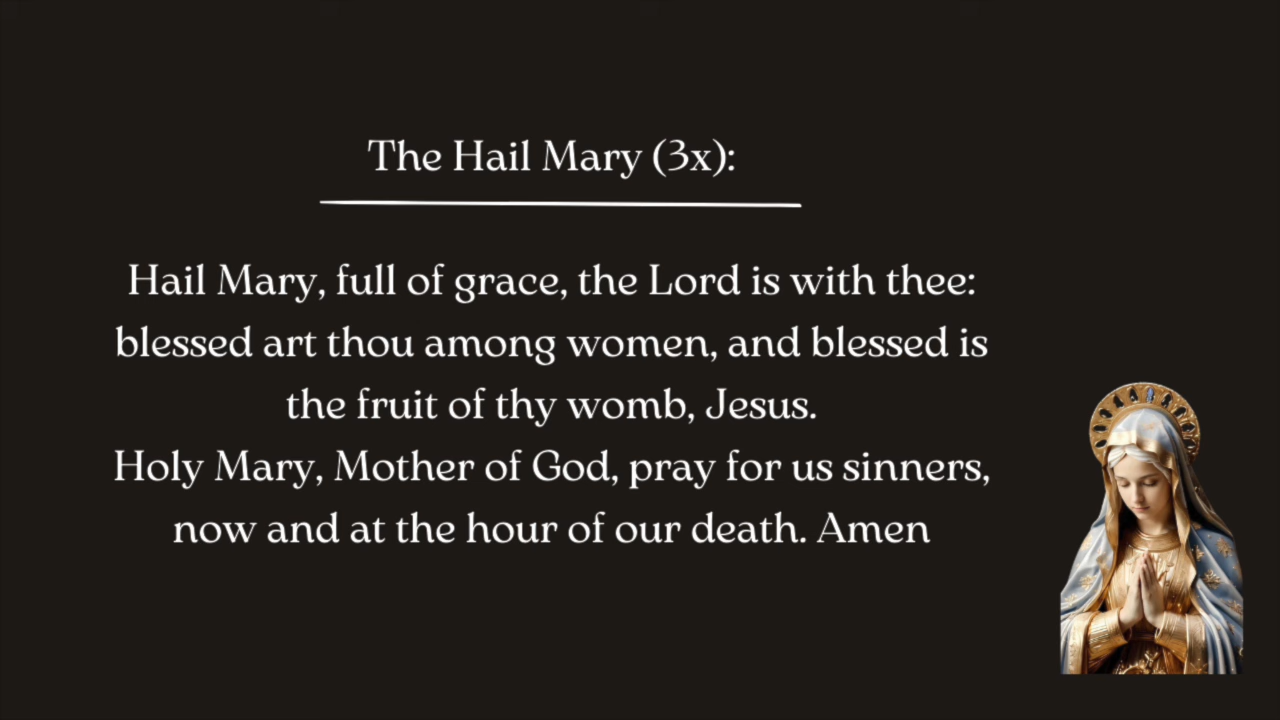 The Hail Mary (3x):
Hail Mary, full of grace, the Lord is with thee:
blessed art thou among women, and blessed is
the fruit of thy womb, Jesus.
Holy Mary, Mother of God, pray for us sinners,
now and at the hour of our death. Amen